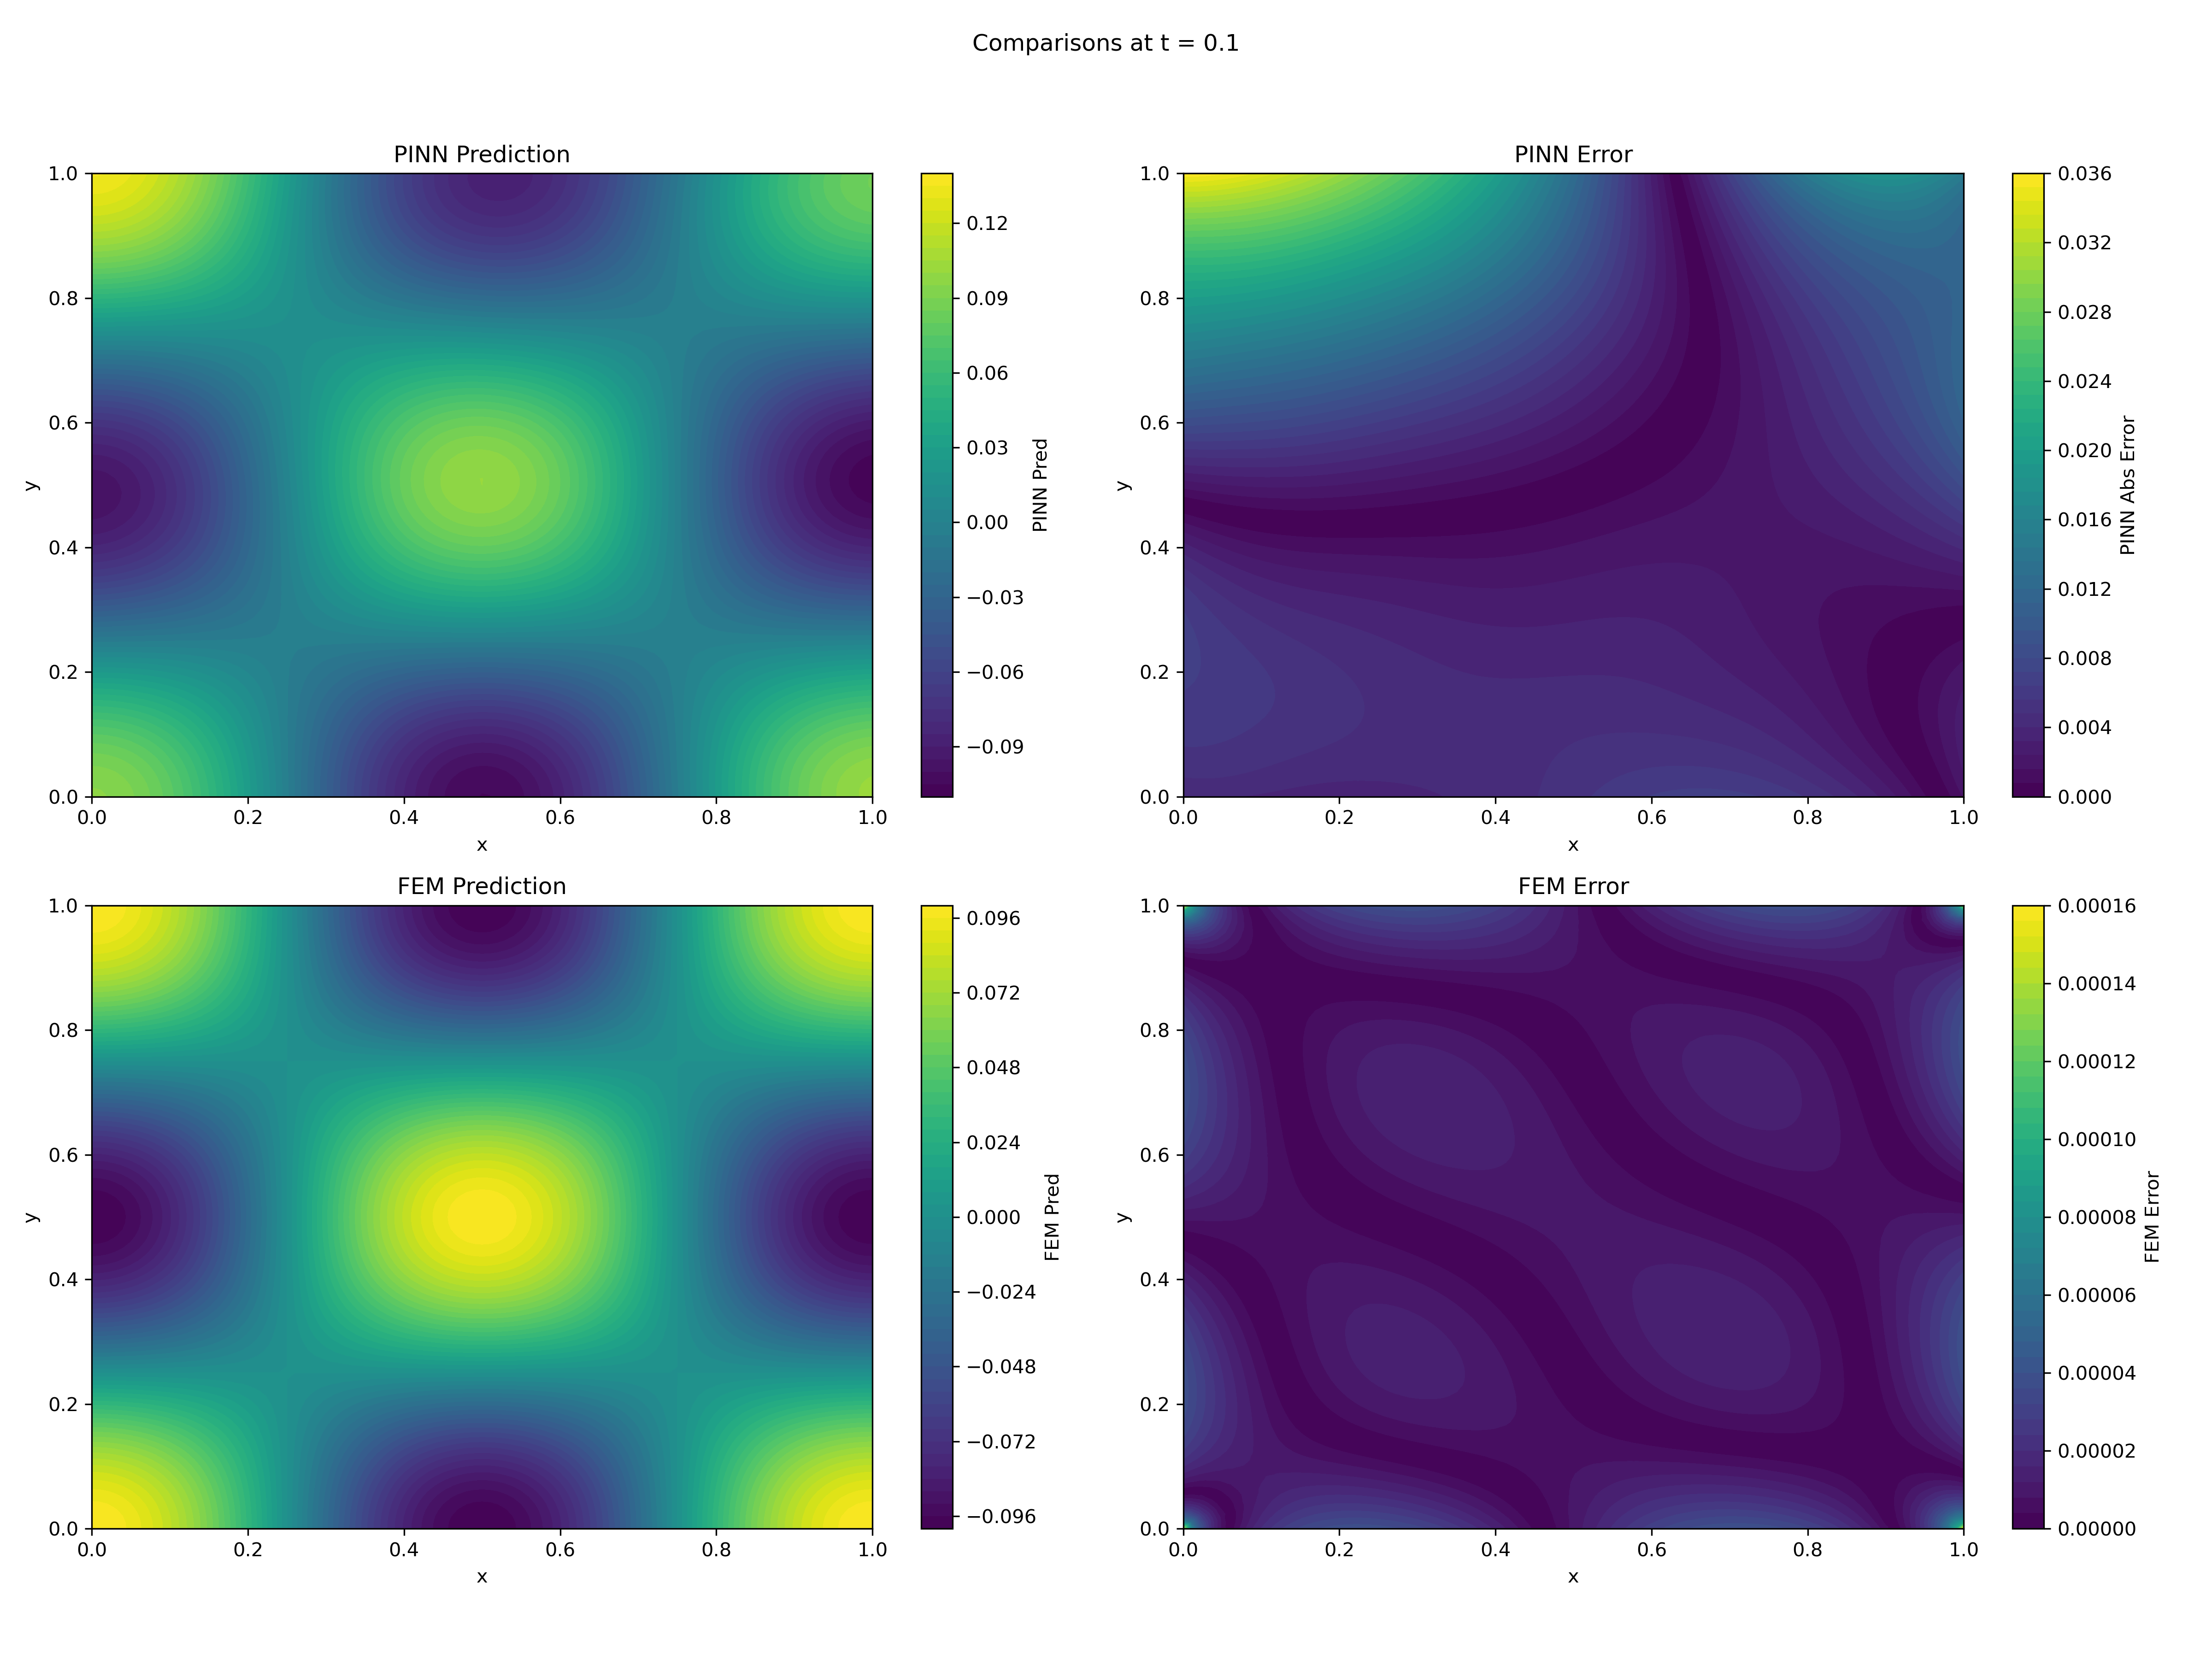 Comparisons at t = 0.1
PINN Prediction
1.0
0.8
0.6
0.4
0.2
0.0
y
0.0 0.2 0.4 0.6 0.8 1.0
x
0.12
0.09
0.06
0.03
0.00
−0.03
−0.06
−0.09
PINN Pred
PINN Error
1.0
0.8
0.6
0.4
0.2
0.0
y
0.0 0.2 0.4 0.6 0.8 1.0
x
0.036
0.032
0.028
0.024
0.020
0.016
0.012
0.008
0.004
0.000
PINN Abs Error
FEM Prediction
1.0
0.8
0.6
0.4
0.2
0.0
y
0.0 0.2 0.4 0.6 0.8 1.0
x
0.096
0.072
0.048
0.024
0.000
−0.024
−0.048
−0.072
−0.096
FEM Pred
FEM Error
1.0
0.8
0.6
0.4
0.2
0.0
y
0.0 0.2 0.4 0.6 0.8 1.0
x
0.00016
0.00014
0.00012
0.00010
0.00008
0.00006
0.00004
0.00002
0.00000
FEM Error